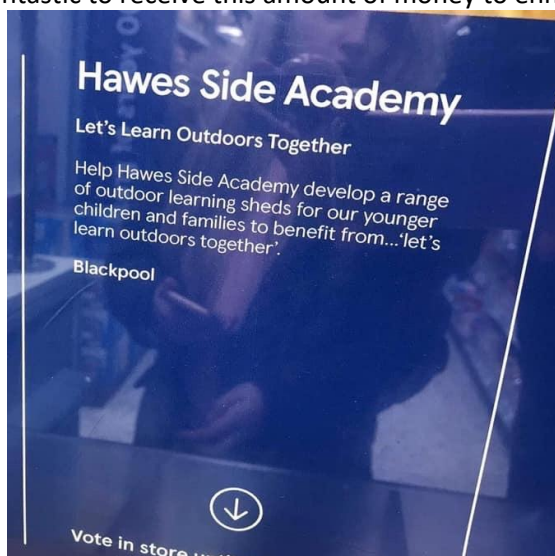 Hawes Side Academy
Let's Learn Outdoors Together
Help Hawes Side Academy develop a range
of outdoor learning sheds for our younger
children and families to benefit from...'let's
learn outdoors together'.
Blackpool
Vote in store